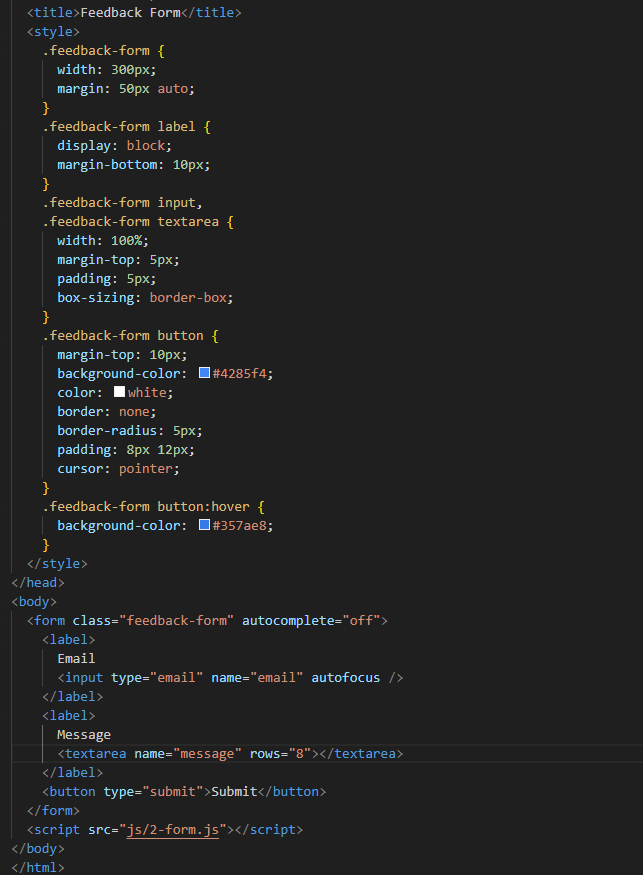 <title>Feedback Form</title>
<style>
.feedback-form {
width: 300px;
margin: 50px auto;
}
.feedback-form label {
display: block;
margin-bottom: 10px;
}
.feedback-form input,
.feedback-form textarea {
width: 100%;
margin-top: 5px;
padding: 5px;
box-sizing: border-box;
}
.feedback-form button {
margin-top: 10px;
background-color: #4285f4;
color: white;
border: none;
border-radius: 5px;
padding: 8px 12px;
cursor: pointer;
}
.feedback-form button:hover {
background-color: #357ae8;
}
</style>
</head>
<body>
<form class="feedback-form" autocomplete="off">
<label>
Email
<input type="email" name="email" autofocus />
</label>
<label>
Message
<textarea name="message" rows="8"></textarea>
</label>
<button type="submit">Submit</button>
</form>
<script src="js/2-form.js"></script>
</body>
</html>